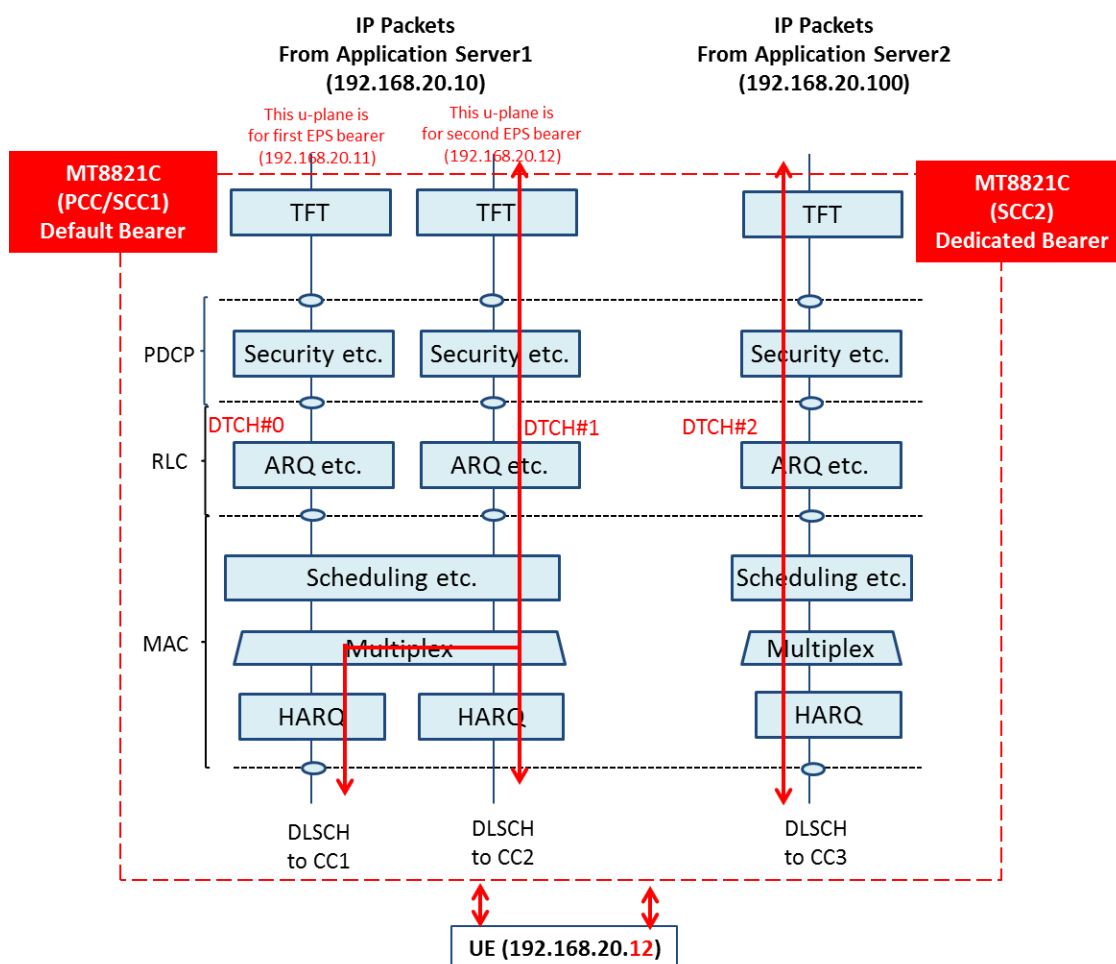 IP Packets
From Application Server1
(192.168.20.10)
IP Packets
From Application Server2
(192.168.20.100)
This u-plane is
for first EPS bearer
(192.168.20.11)
This u-plane is
for second EPS bearer
(192.168.20.12)
MT8821C
(PCC/SCC1)
Default Bearer
MT8821C
(SCC2)
Dedicated Bearer
TFT
TFT
TFT
PDCP
Security etc.
Security etc.
Security etc.
DTCH#0
DTCH#1
DTCH#2
RLC
ARQ etc.
ARQ etc.
ARQ etc.
Scheduling etc.
Scheduling etc.
MAC
Multiplex
Multiplex
HARQ
HARQ
HARQ
DLSCH
to CC1
DLSCH
to CC2
DLSCH
to CC3
UE (192.168.20.12)